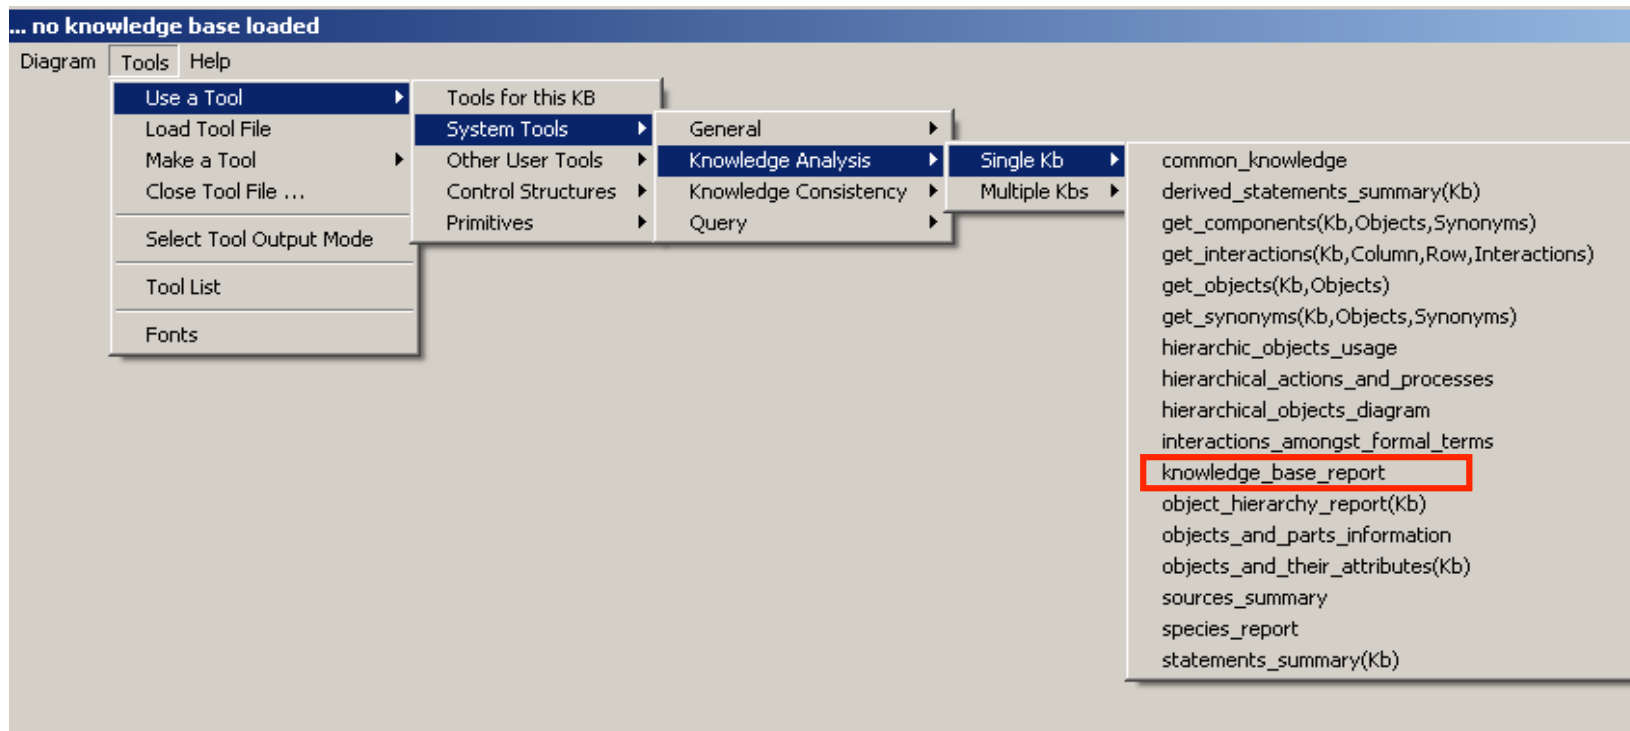 ... no knowledge base loaded
Diagram Tools Help
Use a Tool
Load Tool File
Make a Tool
Close Tool File ...
Select Tool Output Mode
Tool List
Fonts
Tools for this KB
System Tools
Other User Tools
Control Structures
Primitives
General
Knowledge Analysis
Knowledge Consistency
Query
Single Kb
Multiple Kbs
common_knowledge
derived_statements_summary(Kb)
get_components(Kb,Objects,Synonyms)
get_interactions(Kb,Column,Row,Interactions)
get_objects(Kb,Objects)
get_synonyms(Kb,Objects,Synonyms)
hierarchic_objects_usage
hierarchical_actions_and_processes
hierarchical_objects_diagram
interactions_amongst_formal_terms
knowledge_base_report
object_hierarchy_report(Kb)
objects_and_parts_information
objects_and_their_attributes(Kb)
sources_summary
species_report
statements_summary(Kb)